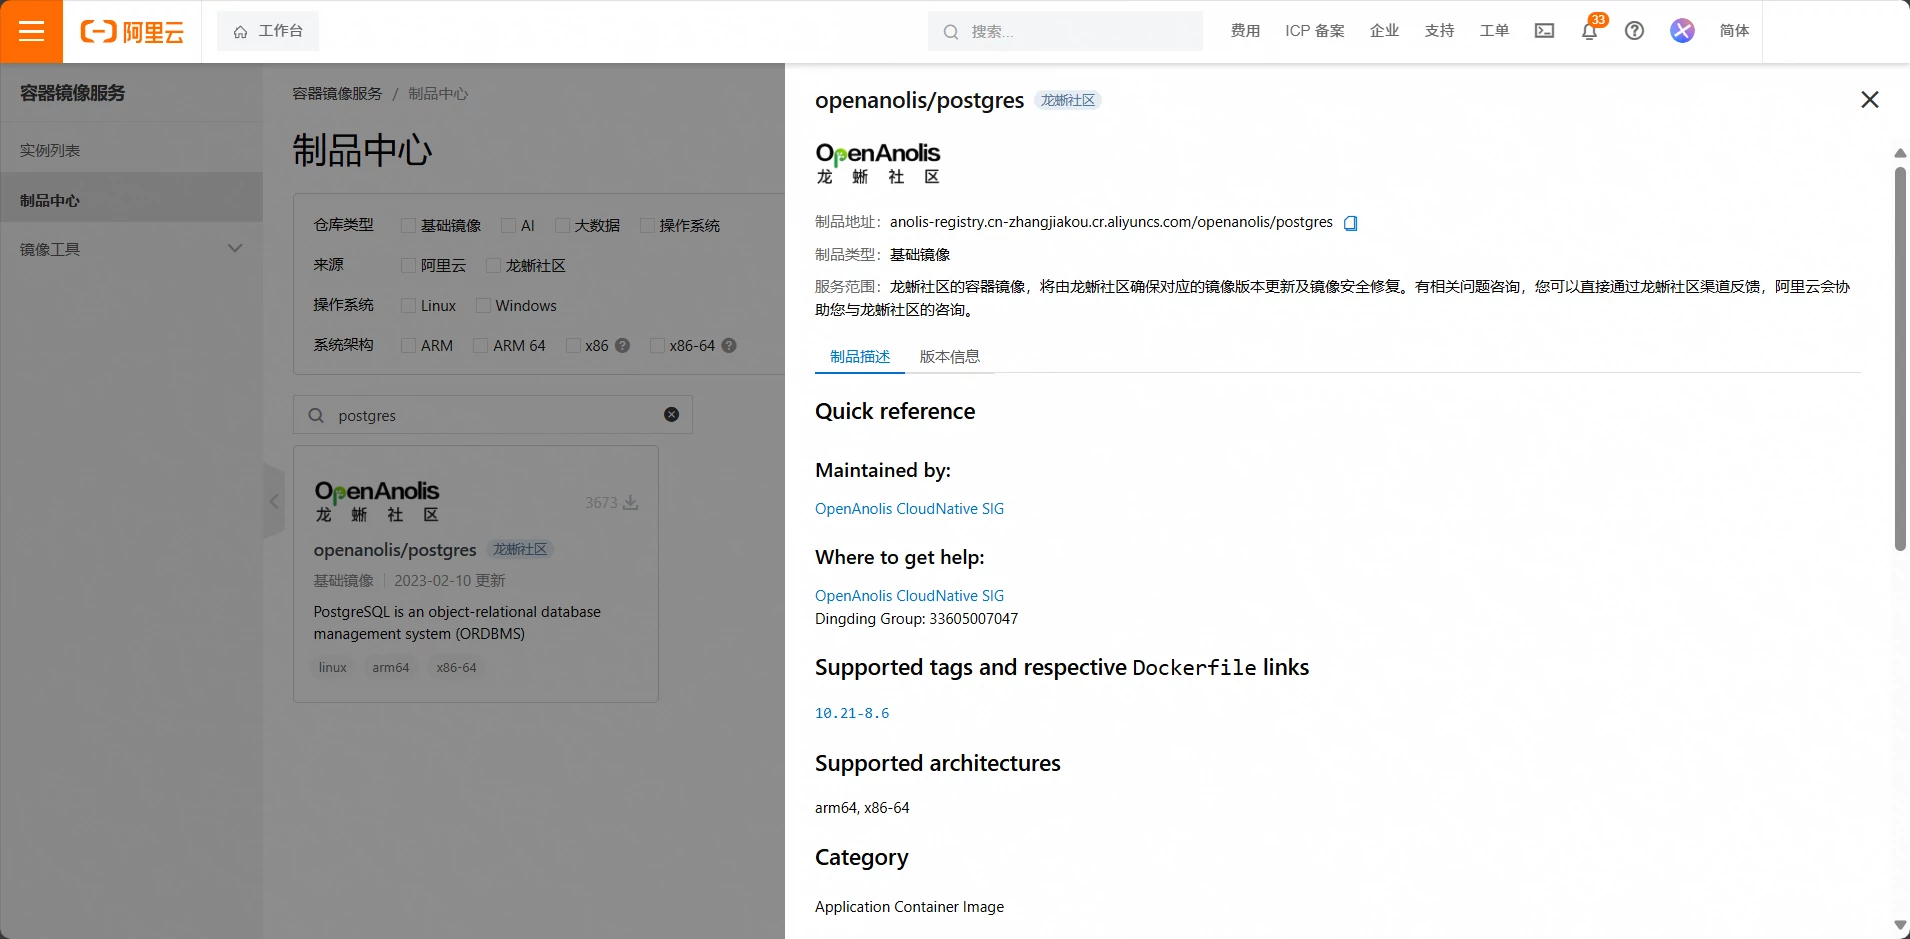 阿里云
工作台
搜索...
费用
ICP 备案
企业
支持
工单
33
简体
容器镜像服务
实例列表
制品中心
镜像工具
容器镜像服务 / 制品中心
制品中心
仓库类型 基础镜像 AI 大数据 操作系统
来源 阿里云 龙蜥社区
操作系统 Linux Windows
系统架构 ARM ARM 64 x86 x86-64
postgres
OpenAnolis
龙 蜥 社 区
3673
openanolis/postgres 龙蜥社区
基础镜像 2023-02-10 更新
PostgreSQL is an object-relational database
management system (ORDBMS)
linux arm64 x86-64
openanolis/postgres 龙蜥社区
OpenAnolis
龙 蜥 社 区
制品地址： anolis-registry.cn-zhangjiakou.cr.aliyuncs.com/openanolis/postgres
制品类型： 基础镜像
服务范围： 龙蜥社区的容器镜像，将由龙蜥社区确保对应的镜像版本更新及镜像安全修复。有相关问题咨询，您可以直接通过龙蜥社区渠道反馈，阿里云会协
助您与龙蜥社区的咨询。
制品描述 版本信息
Quick reference
Maintained by:
OpenAnolis CloudNative SIG
Where to get help:
OpenAnolis CloudNative SIG
Dingding Group: 33605007047
Supported tags and respective Dockerfile links
10.21-8.6
Supported architectures
arm64, x86-64
Category
Application Container Image